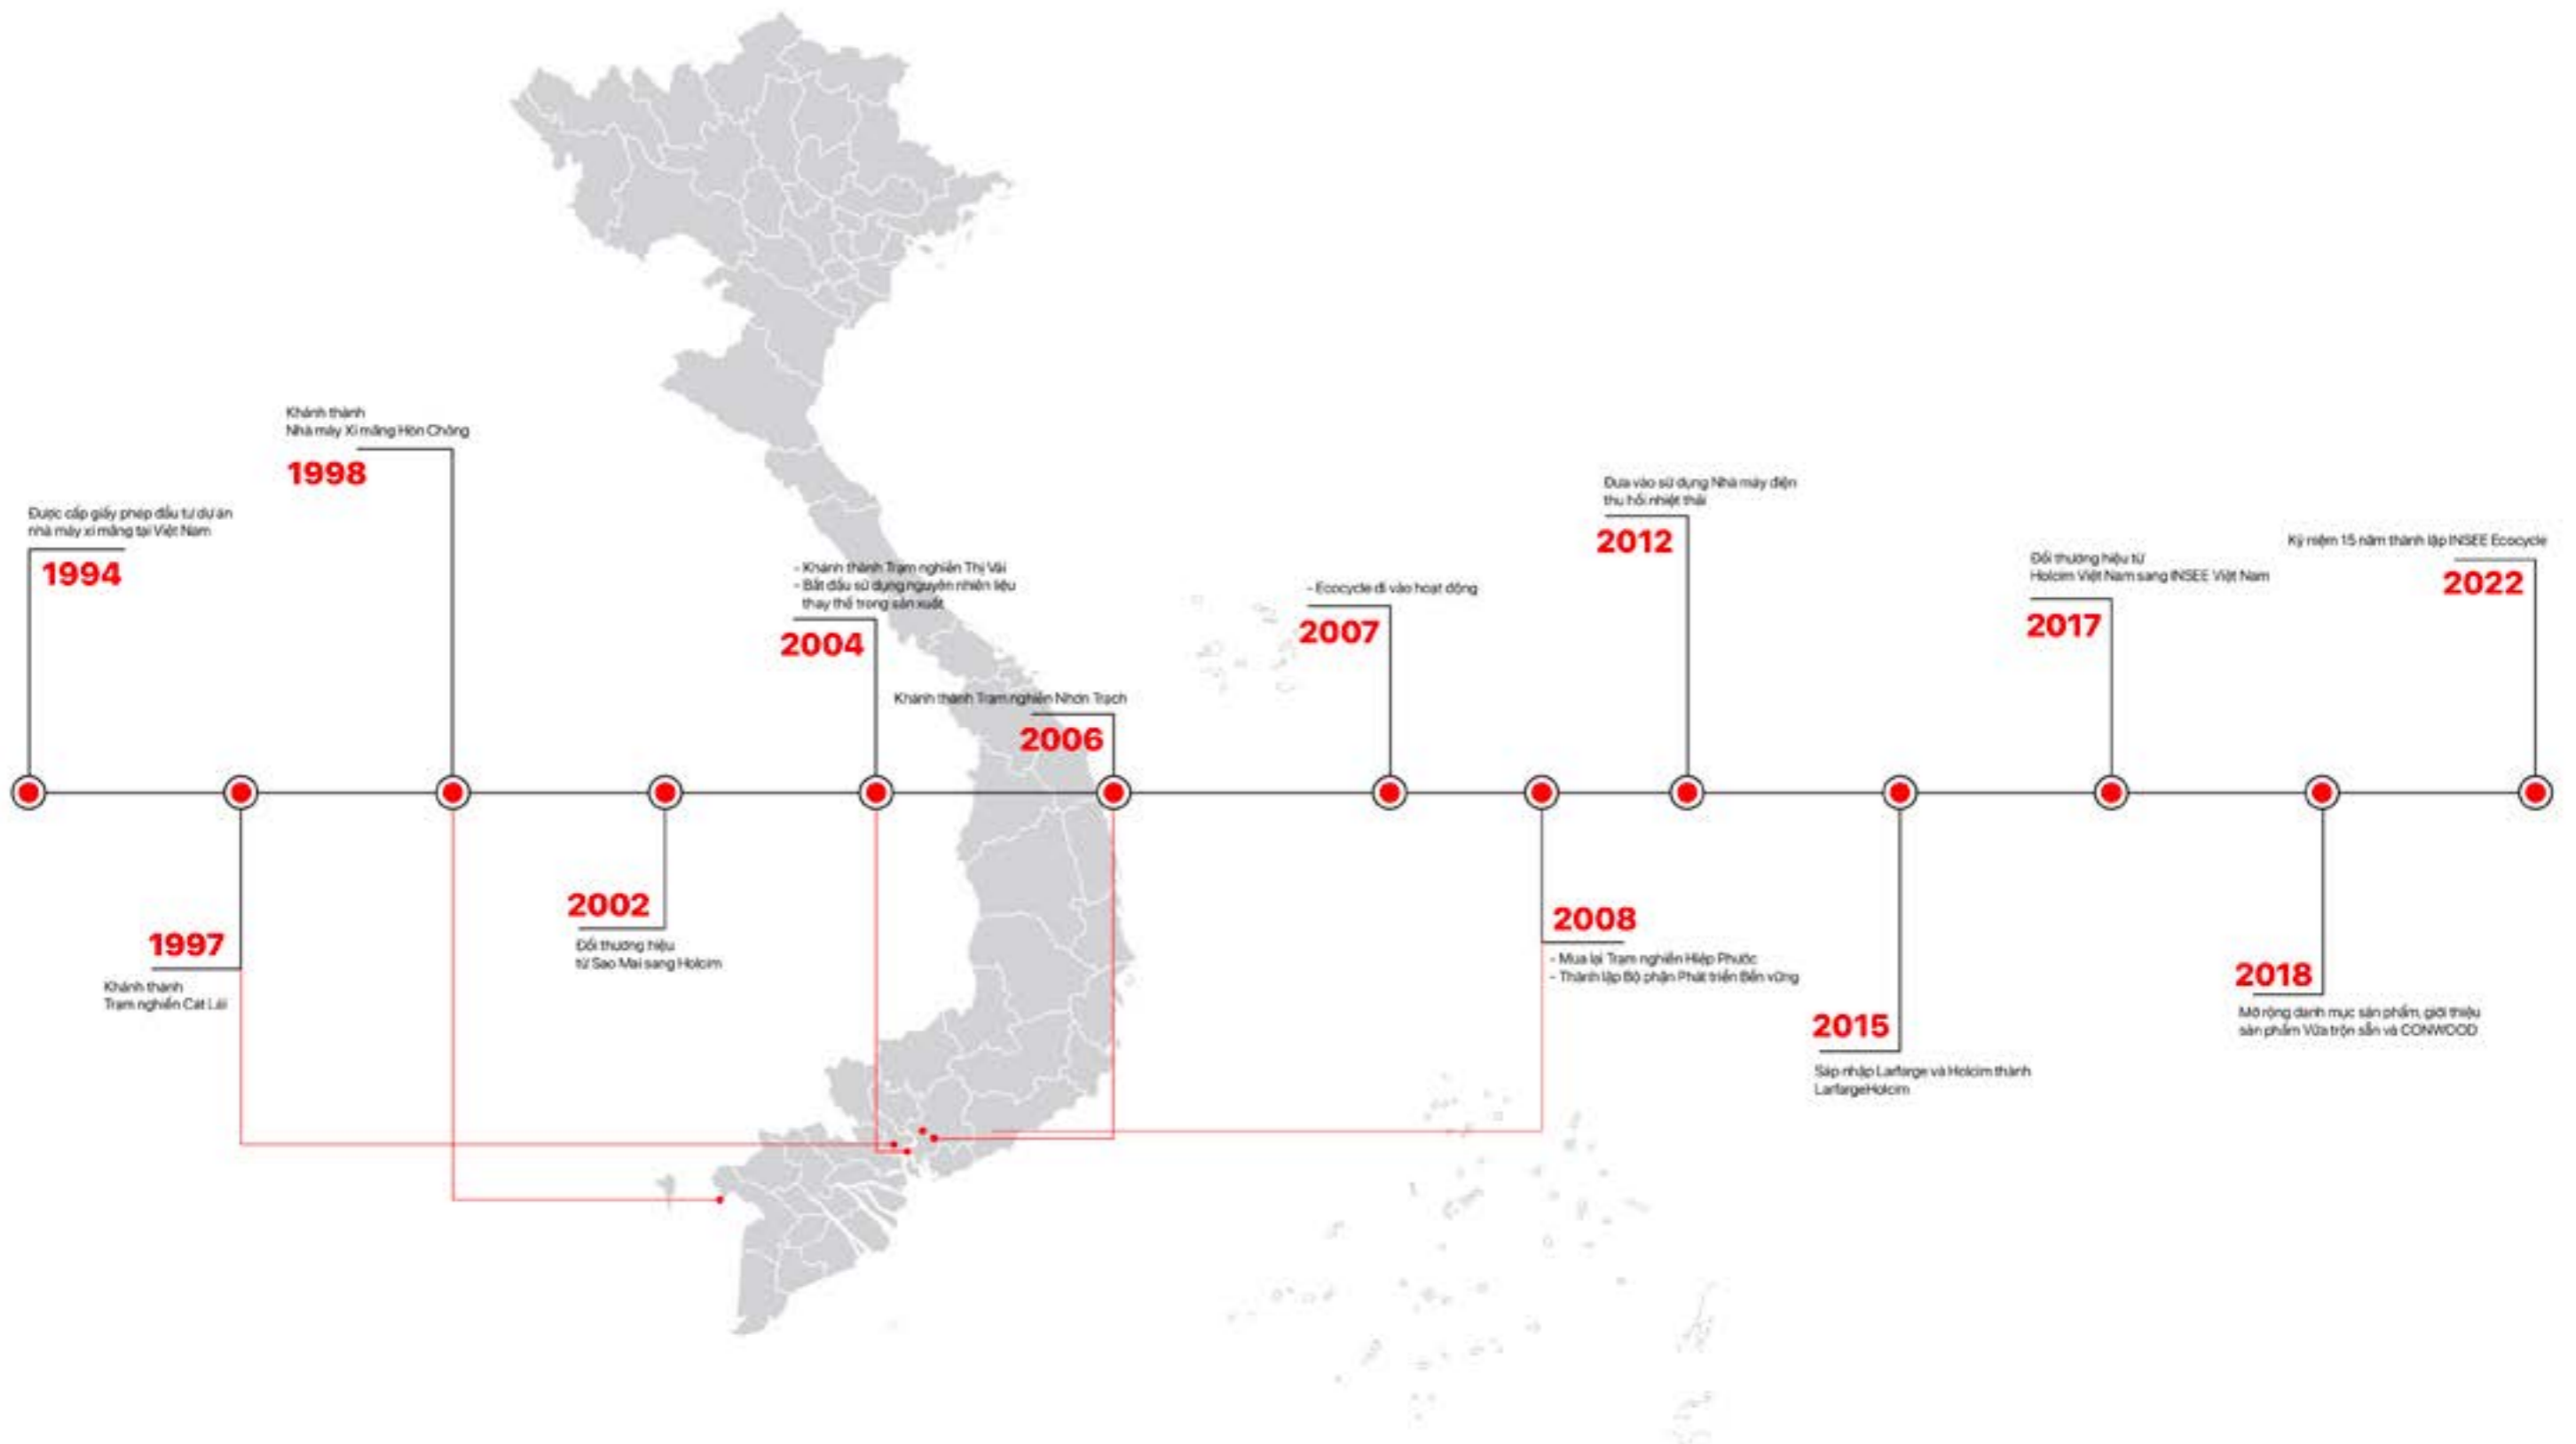 Được cấp giấy phép đầu tư dự án
nhà máy xi măng tại Việt Nam
1994
1997
Khánh thành
Trạm nghiền Cát Lái
Khánh thành
Nhà máy Xi măng Hòn Chông
1998
2002
Đổi thương hiệu
từ Sao Mai sang Holcim
- Khánh thành Trạm nghiền Thị Vải
- Bắt đầu sử dụng nguyên nhiên liệu
thay thế trong sản xuất
2004
Khánh thành Trạm nghiền Nhơn Trạch
2006
- Ecocycle đi vào hoạt động
2007
2008
- Mua lại Trạm nghiền Hiệp Phước
- Thành lập Bộ phận Phát triển Bền vững
Đưa vào sử dụng Nhà máy điện
thu hồi nhiệt thải
2012
2015
Sáp nhập Larfarge và Holcim thành
LarfargeHolcim
Đổi thương hiệu từ
Holcim Việt Nam sang INSEE Việt Nam
2017
2018
Mở rộng danh mục sản phẩm, giới thiệu
sản phẩm Vữa trộn sẵn và CONWOOD
Kỷ niệm 15 năm thành lập INSEE Ecocycle
2022